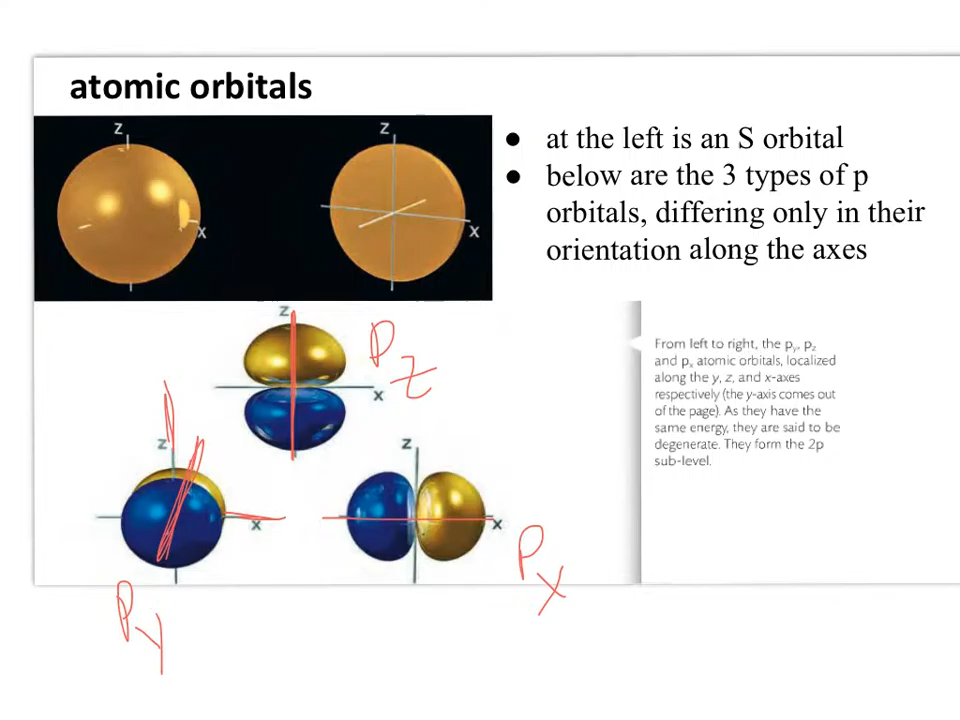 atomic orbitals
z
x
z
x
● at the left is an S orbital
● below are the 3 types of p
orbitals, differing only in their
orientation along the axes
z
x
P
Z
z
x
z
x
P
x
P
y
From left to right, the py, pz
and px atomic orbitals, localized
along the y, z, and x-axes
respectively (the y-axis comes out
of the page). As they have the
same energy, they are said to be
degenerate. They form the 2p
sub-level.